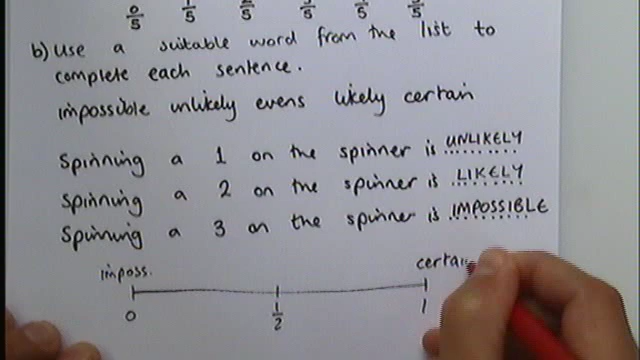 0/5 1/5 2/5 3/5 /5 /5
b) Use a suitable word from the list to
complete each sentence.
impossible unlikely evens likely certain
Spinning a 1 on the spinner is UNLIKELY
Spinning a 2 on the spinner is LIKELY
Spinning a 3 on the spinner is IMPOSSIBLE
imposs. certai
0 1/2 1